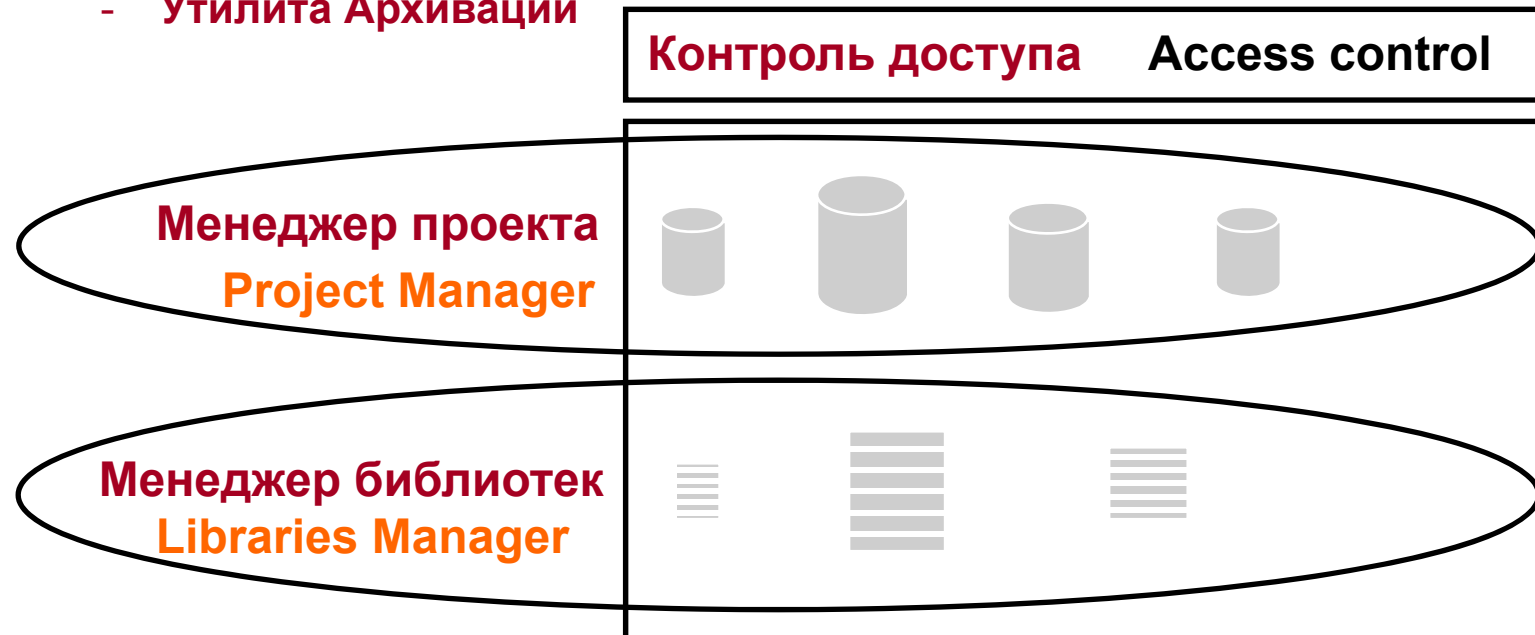 - Утилита Архивации
Контроль доступа Access control
Менеджер проекта
Project Manager
Менеджер библиотек
Libraries Manager